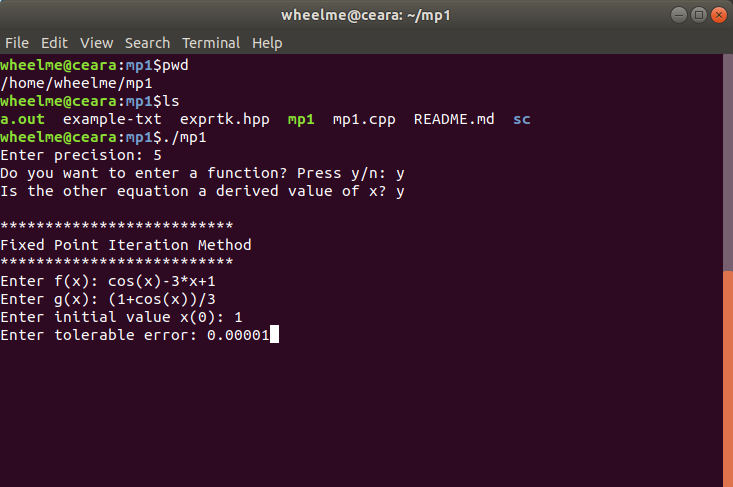 wheelme@ceara: ~/mp1
File Edit View Search Terminal Help
wheelme@ceara:mp1$pwd
/home/wheelme/mp1
wheelme@ceara:mp1$ls
a.out  example-txt  exprtk.hpp  mp1  mp1.cpp  README.md  sc
wheelme@ceara:mp1$./mp1
Enter precision: 5
Do you want to enter a function? Press y/n: y
Is the other equation a derived value of x? y
**************************
Fixed Point Iteration Method
**************************
Enter f(x): cos(x)-3*x+1
Enter g(x): (1+cos(x))/3
Enter initial value x(0): 1
Enter tolerable error: 0.00001